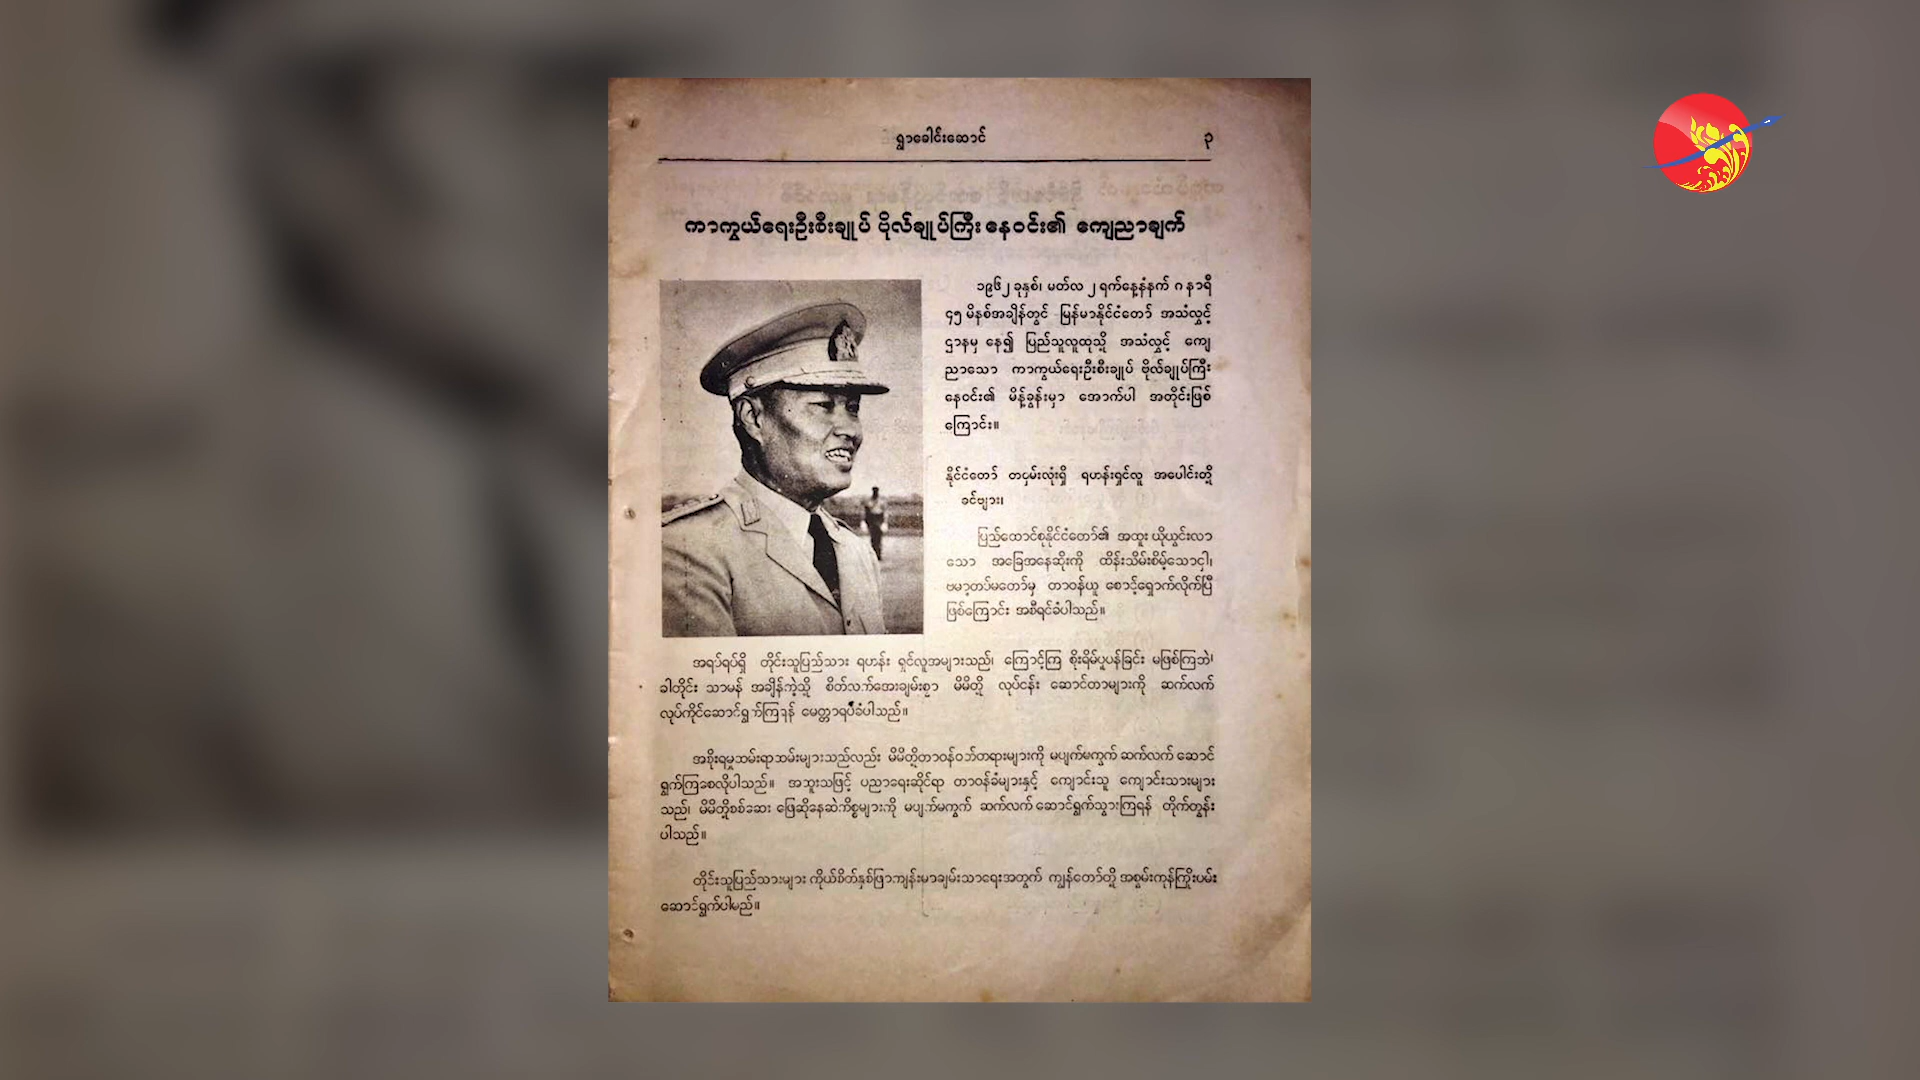 ရွာခေါင်းဆောင် ၃
ကာကွယ်ရေးဦးစီးချုပ် ဗိုလ်ချုပ်ကြီး နေဝင်း၏ ကျေညာချက်
၁၉၆၂ ခုနှစ်၊ မတ်လ ၂ ရက်နေ့နံနက် ၈ နာရီ
၄၅ မိနစ်အချိန်တွင် မြန်မာနိုင်ငံတော် အသံလွှင့်
ဌာနမှ နေ၍ ပြည်သူလူထုသို့ အသံလွှင့် ကျေ
ညာသော ကာကွယ်ရေးဦးစီးချုပ် ဗိုလ်ချုပ်ကြီး
နေဝင်း၏ မိန့်ခွန်းမှာ အောက်ပါ အတိုင်းဖြစ်
ကြောင်း။
နိုင်ငံတော် တဝှမ်းလုံးရှိ ရဟန်းရှင်လူ အပေါင်းတို့
ခင်ဗျား၊
ပြည်ထောင်စုနိုင်ငံတော်၏ အထူး ယိုယွင်းလာ
သော အခြေအနေဆိုးကို ထိန်းသိမ်းစိမ့်သောငှါ၊
ဗမာ့တပ်မတော်မှ တာဝန်ယူ စောင့်ရှောက်လိုက်ပြီ
ဖြစ်ကြောင်း အစီရင်ခံပါသည်။
အရပ်ရပ်ရှိ တိုင်းသူပြည်သား ရဟန်း ရှင်လူအများသည်၊ ကြောင့်ကြ စိုးရိမ်ပူပန်ခြင်း မဖြစ်ကြဘဲ၊
ခါတိုင်း သာမန် အချိန်ကဲ့သို့ စိတ်လက်အေးချမ်းစွာ မိမိတို့ လုပ်ငန်း ဆောင်တာများကို ဆက်လက်
လုပ်ကိုင်ဆောင်ရွက်ကြရန် မေတ္တာရပ်ခံပါသည်။
အစိုးရမှုထမ်းရာထမ်းများသည်လည်း မိမိတို့တာဝန်ဝတ်တရားများကို မပျက်မကွက် ဆက်လက် ဆောင်
ရွက်ကြစေလိုပါသည်။ အထူးသဖြင့် ပညာရေးဆိုင်ရာ တာဝန်ခံများနှင့် ကျောင်းသူ ကျောင်းသားများ
သည်၊ မိမိတို့စစ်ဆေး ဖြေဆိုနေဆဲကိစ္စများကို မပျက်မကွက် ဆက်လက် ဆောင်ရွက်သွားကြရန် တိုက်တွန်း
ပါသည်။
တိုင်းသူပြည်သားများ ကိုယ်စိတ်နှစ်ဖြာကျန်းမာချမ်းသာရေးအတွက် ကျွန်တော်တို့ အစွမ်းကုန်ကြိုးပမ်း
ဆောင်ရွက်ပါမည်။